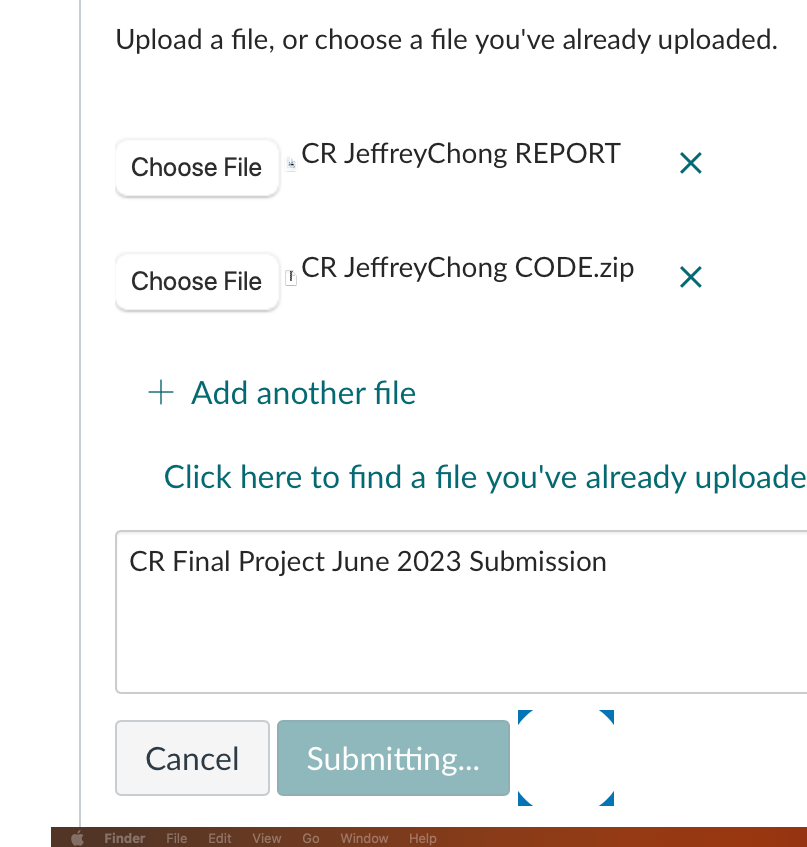 Upload a file, or choose a file you've already uploaded.
Choose File CR JeffreyChong REPORT
Choose File CR JeffreyChong CODE.zip
+ Add another file
Click here to find a file you've already uploade
CR Final Project June 2023 Submission
Cancel Submitting...
Finder File Edit View Go Window Help